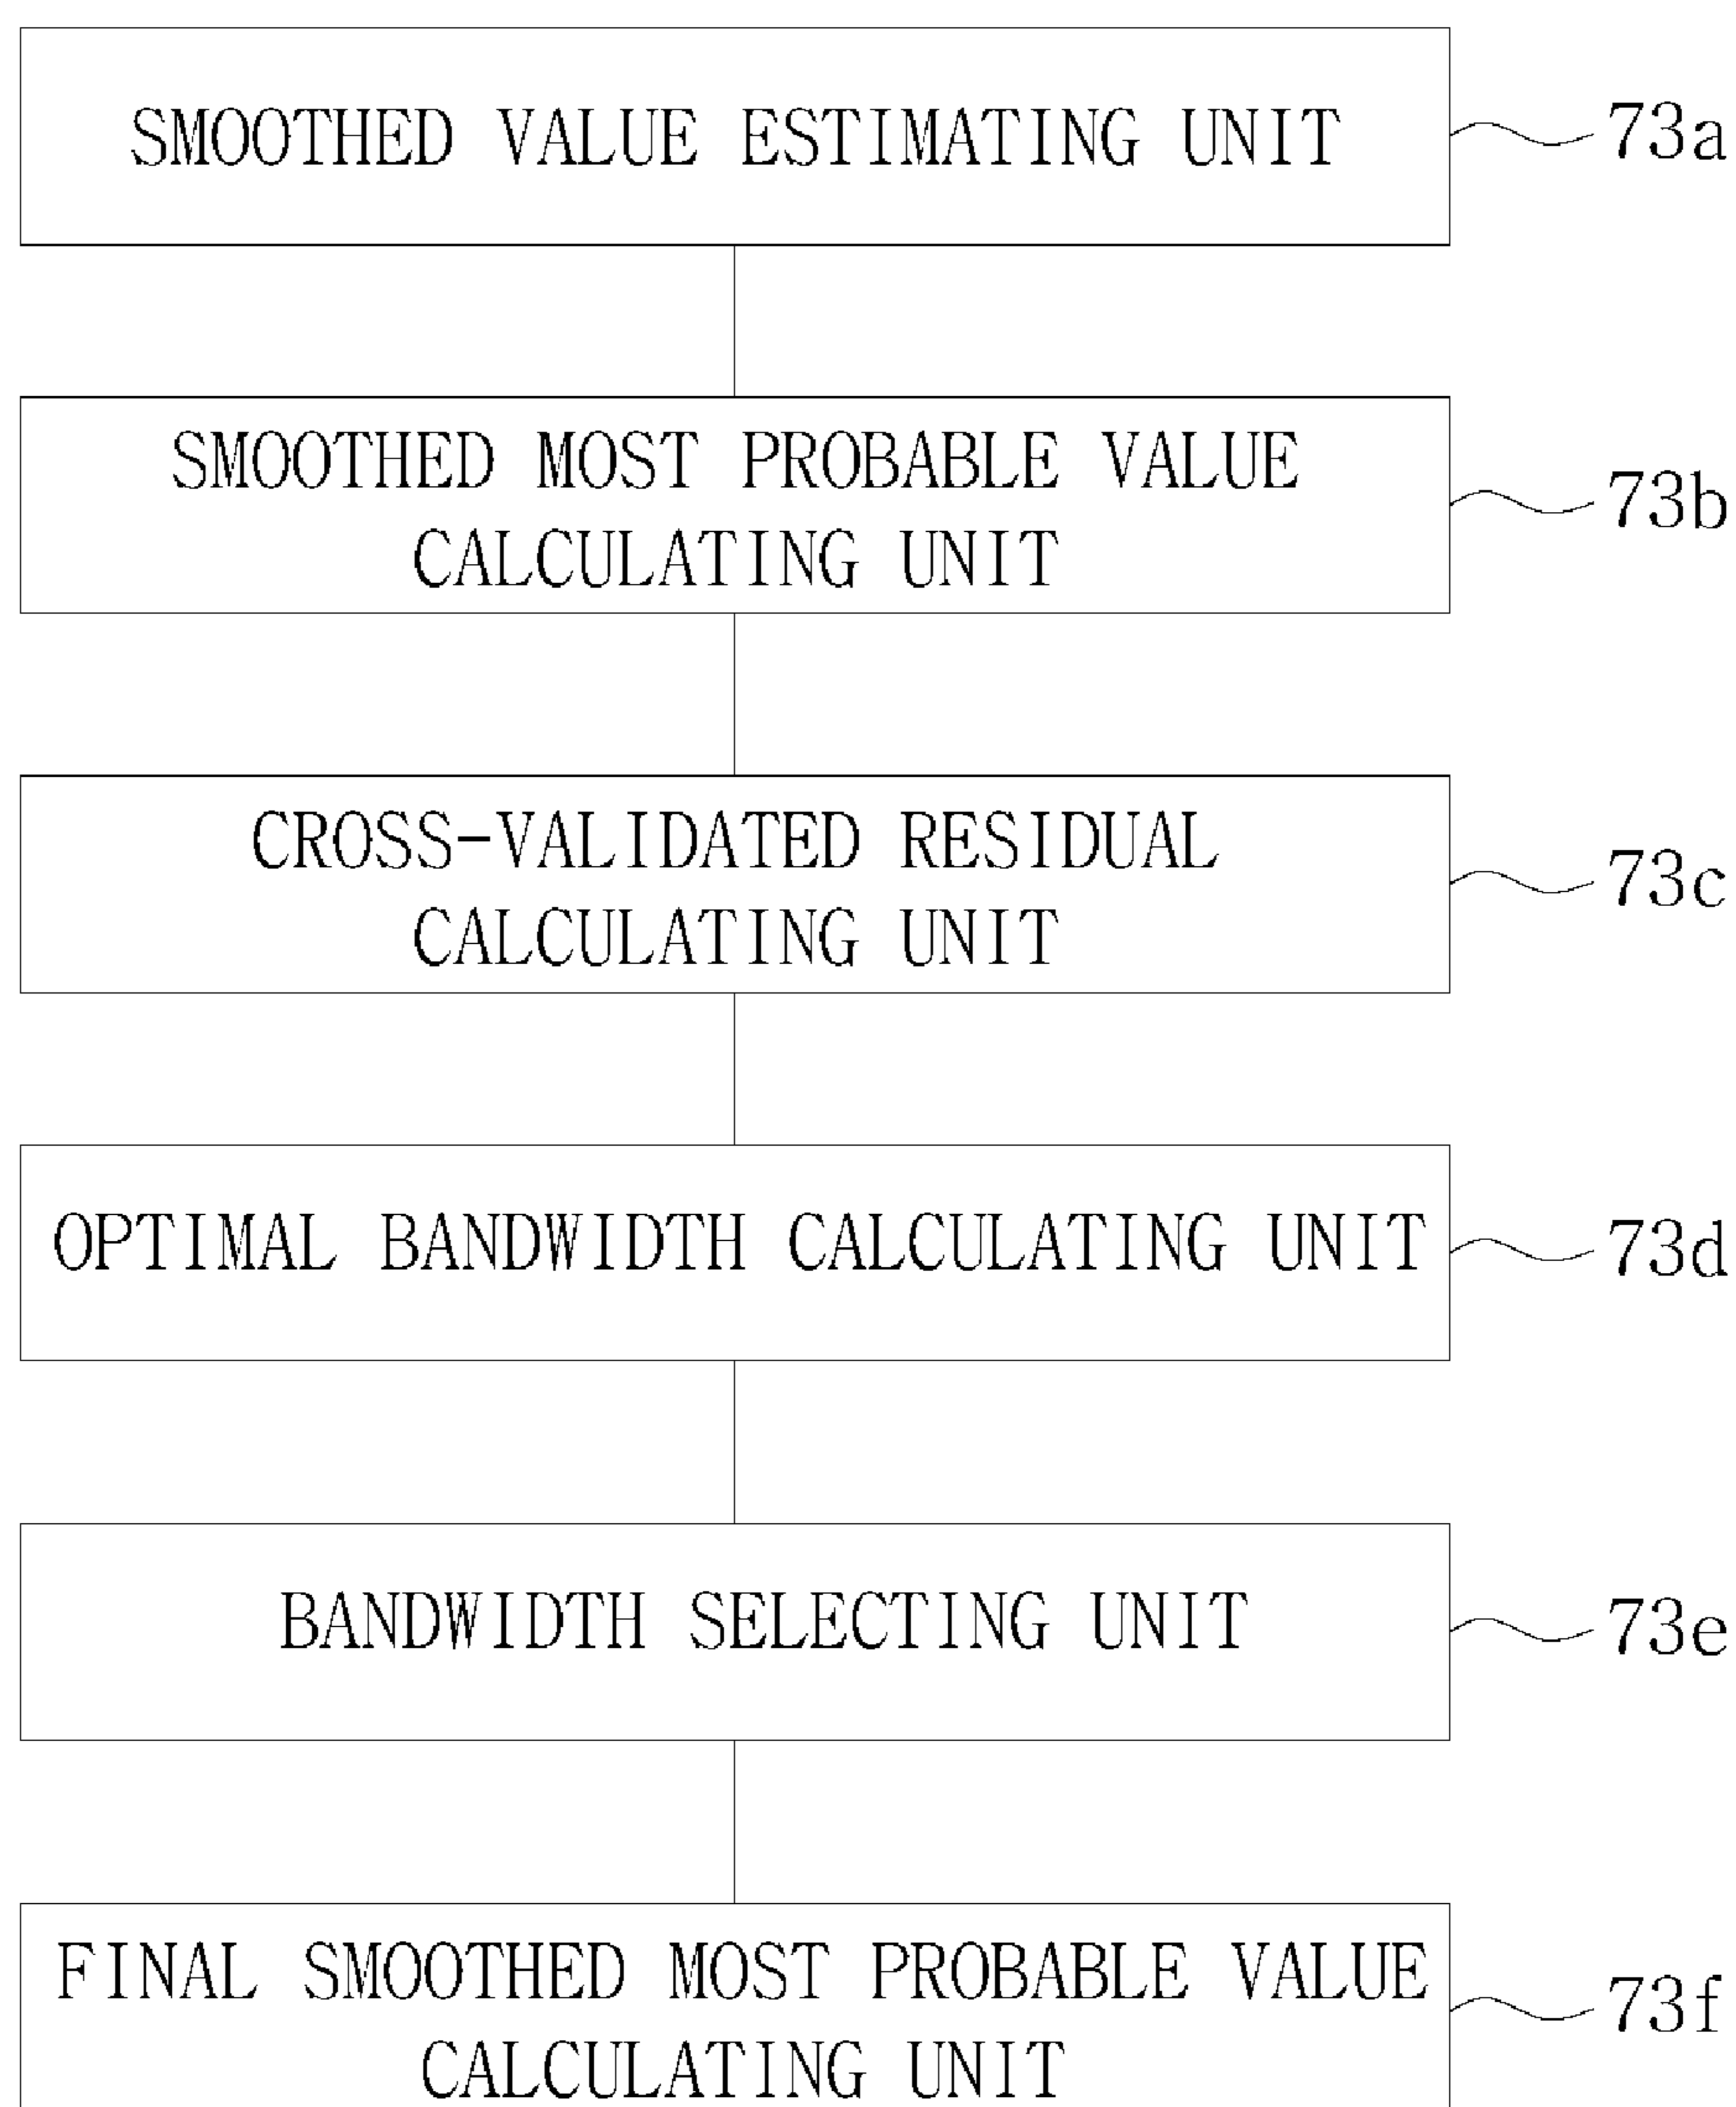 SMOOTHED VALUE ESTIMATING UNIT
73a
SMOOTHED MOST PROBABLE VALUE
CALCULATING UNIT
73b
CROSS-VALIDATED RESIDUAL
CALCULATING UNIT
73c
OPTIMAL BANDWIDTH CALCULATING UNIT
73d
BANDWIDTH SELECTING UNIT
73e
FINAL SMOOTHED MOST PROBABLE VALUE
CALCULATING UNIT
73f